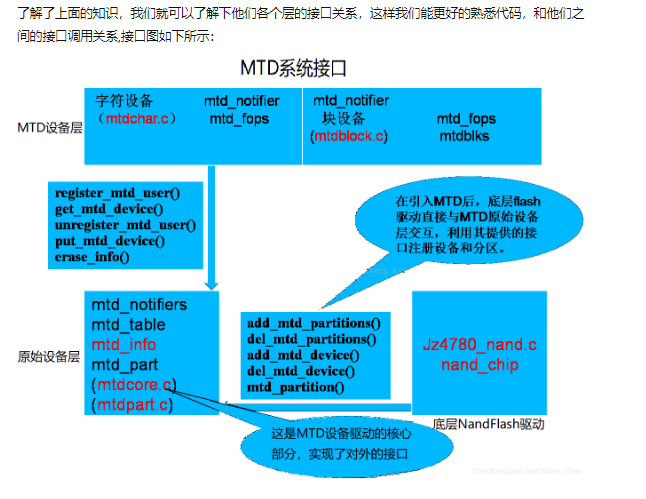 了解了上面的知识，我们就可以了解下他们各个层的接口关系，这样我们能更好的熟悉代码，和他们之
间的接口调用关系,接口图如下所示：
MTD系统接口
MTD设备层
字符设备
（mtdchar.c）
mtd_notifier
mtd_fops
mtd_notifier
块设备
(mtdblock.c)
mtd_fops
mtdblks
register_mtd_user()
get_mtd_device()
unregister_mtd_user()
put_mtd_device()
erase_info()
在引入MTD后，底层flash
驱动直接与MTD原始设备
层交互，利用其提供的接
口注册设备和分区。
原始设备层
mtd_notifiers
mtd_table
mtd_info
mtd_part
(mtdcore.c)
(mtdpart.c)
add_mtd_partitions()
del_mtd_partitions()
add_mtd_device()
del_mtd_device()
mtd_partition()
Jz4780_nand.c
nand_chip
底层NandFlash驱动
这是MTD设备驱动的核心
部分，实现了对外的接口